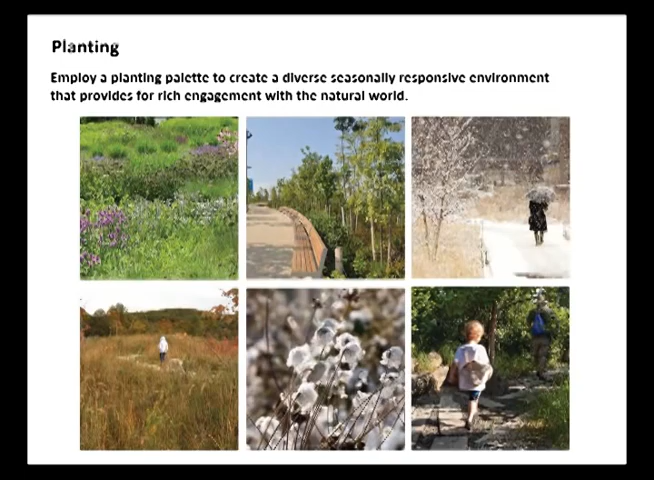 Planting
Employ a planting palette to create a diverse seasonally responsive environment
that provides for rich engagement with the natural world.